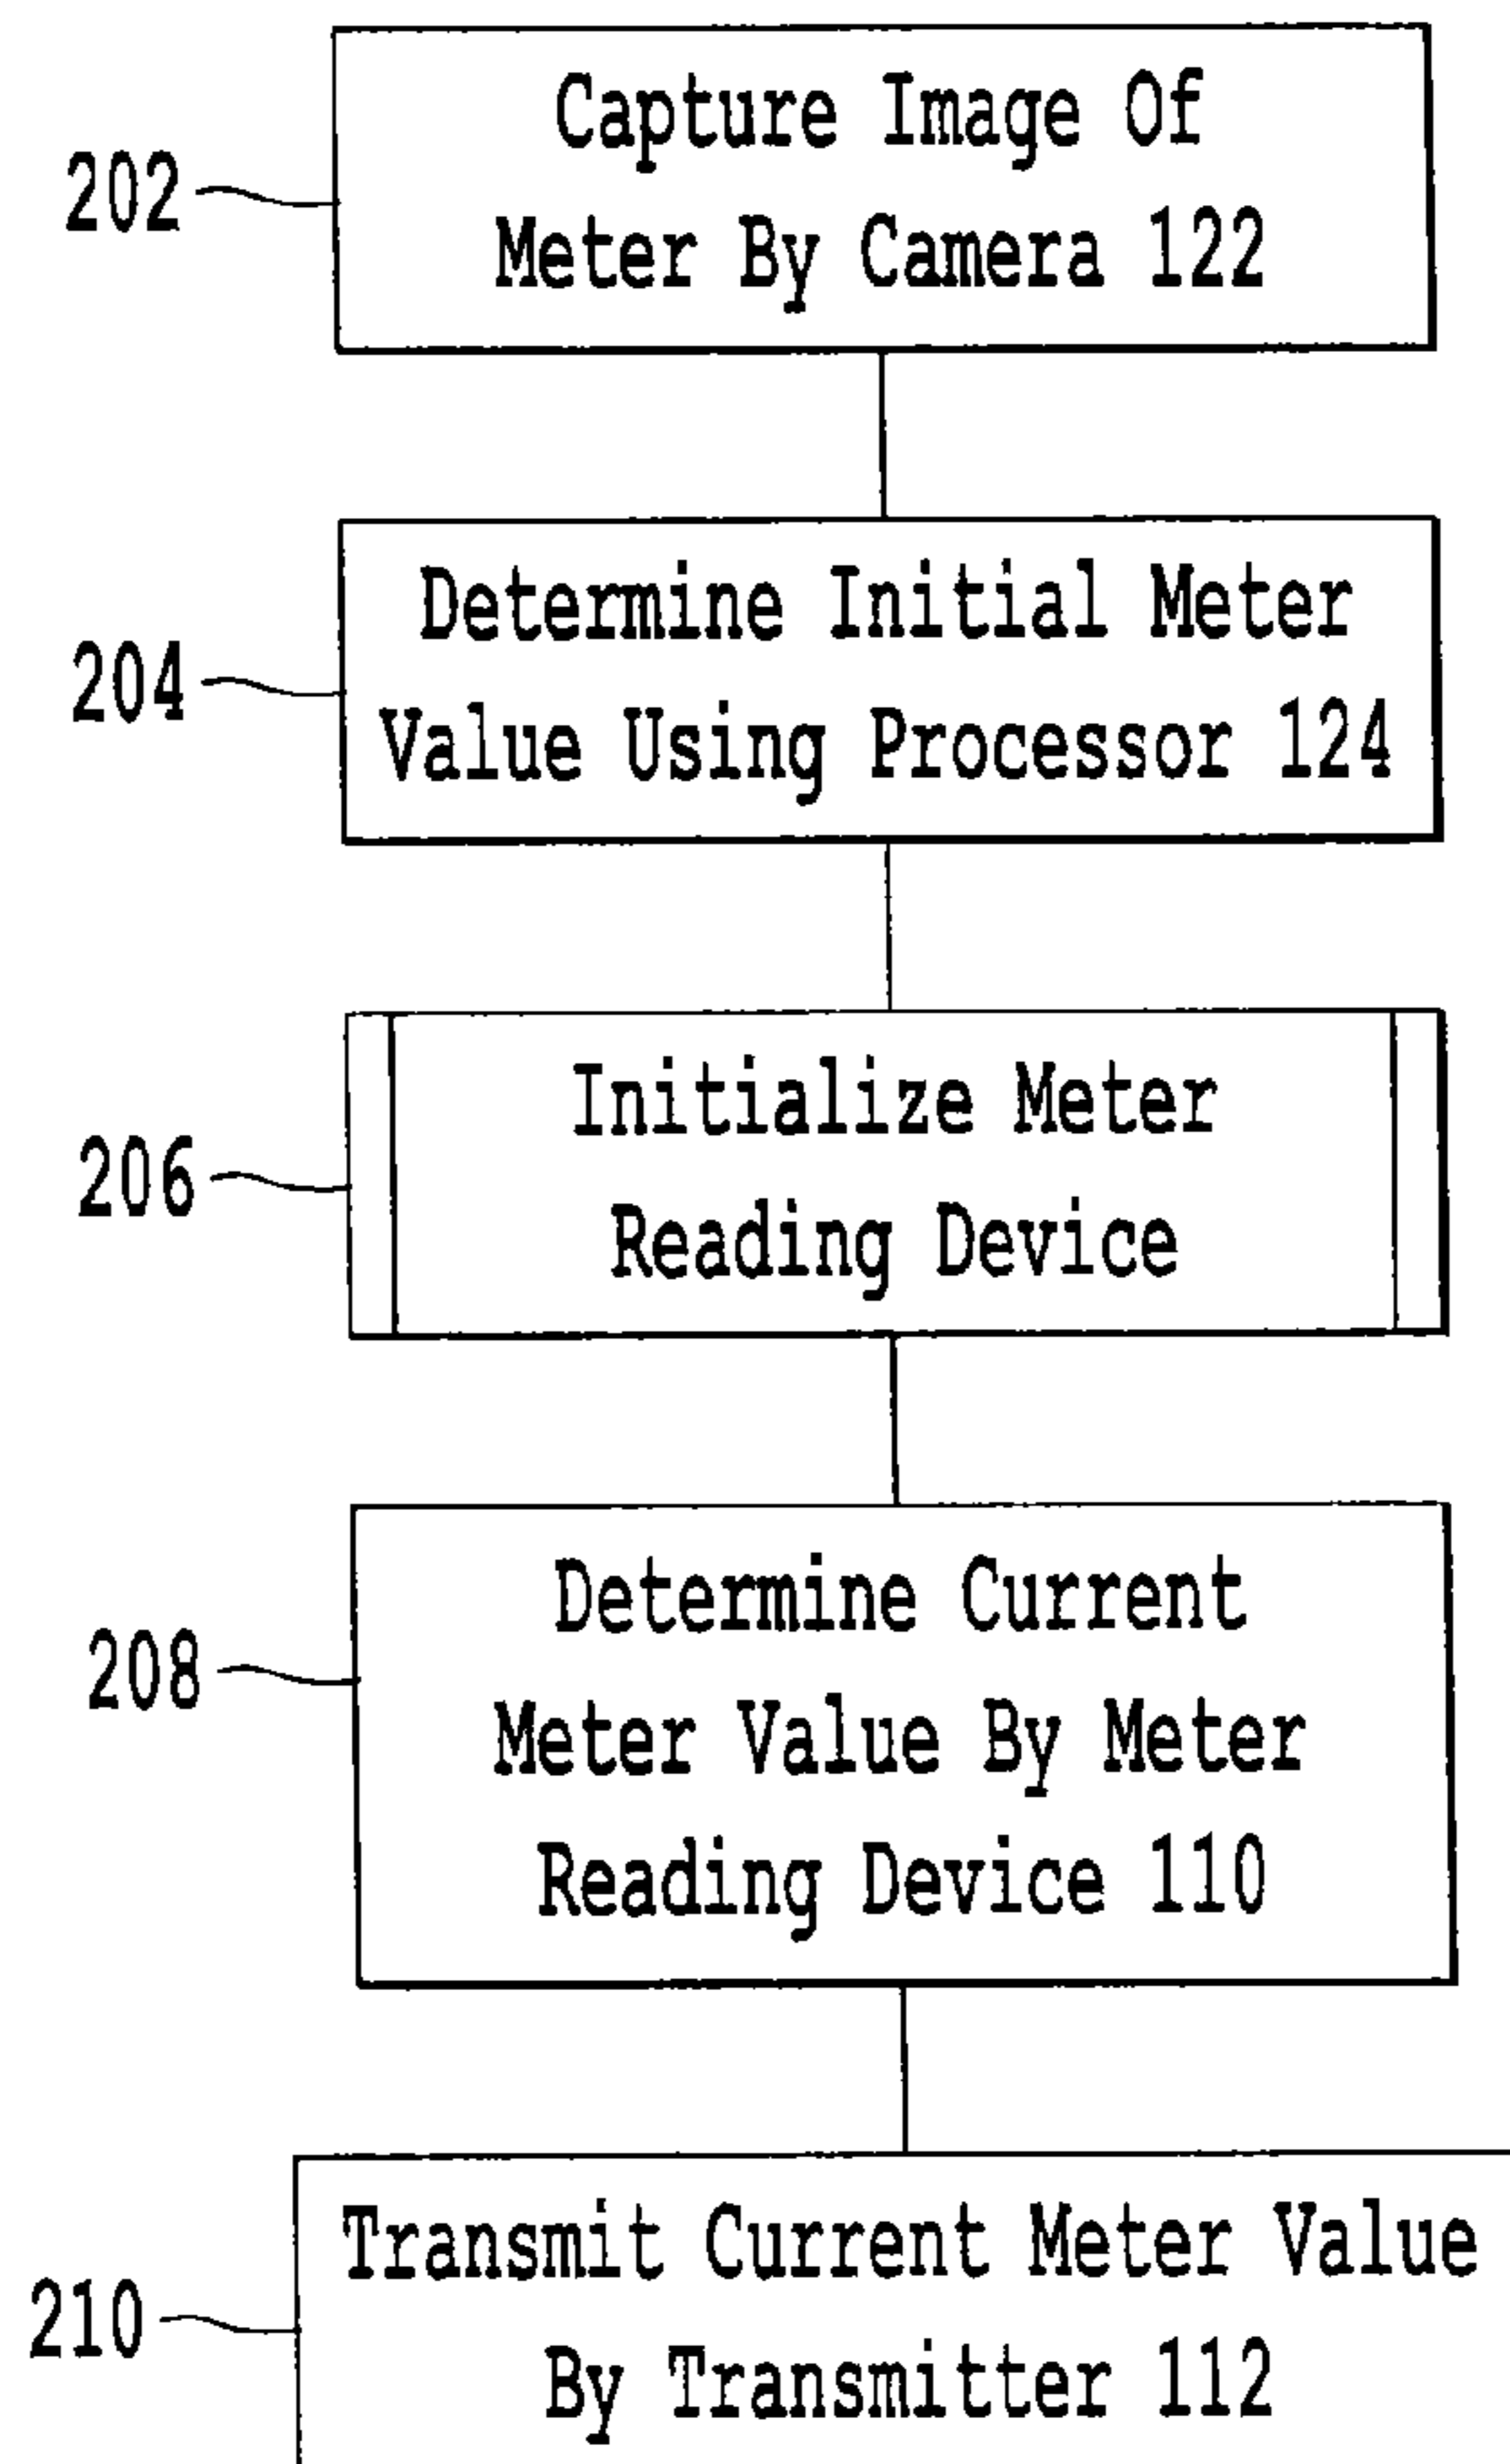 Capture Image Of
202
Meter By Camera 122
Determine Initial Meter
204
Value Using Processor 124
Initialize Meter
206
Reading Device
Determine Current
208
Meter Value By Meter
Reading Device 110
Transmit Current Meter Value
210
By Transmitter 112